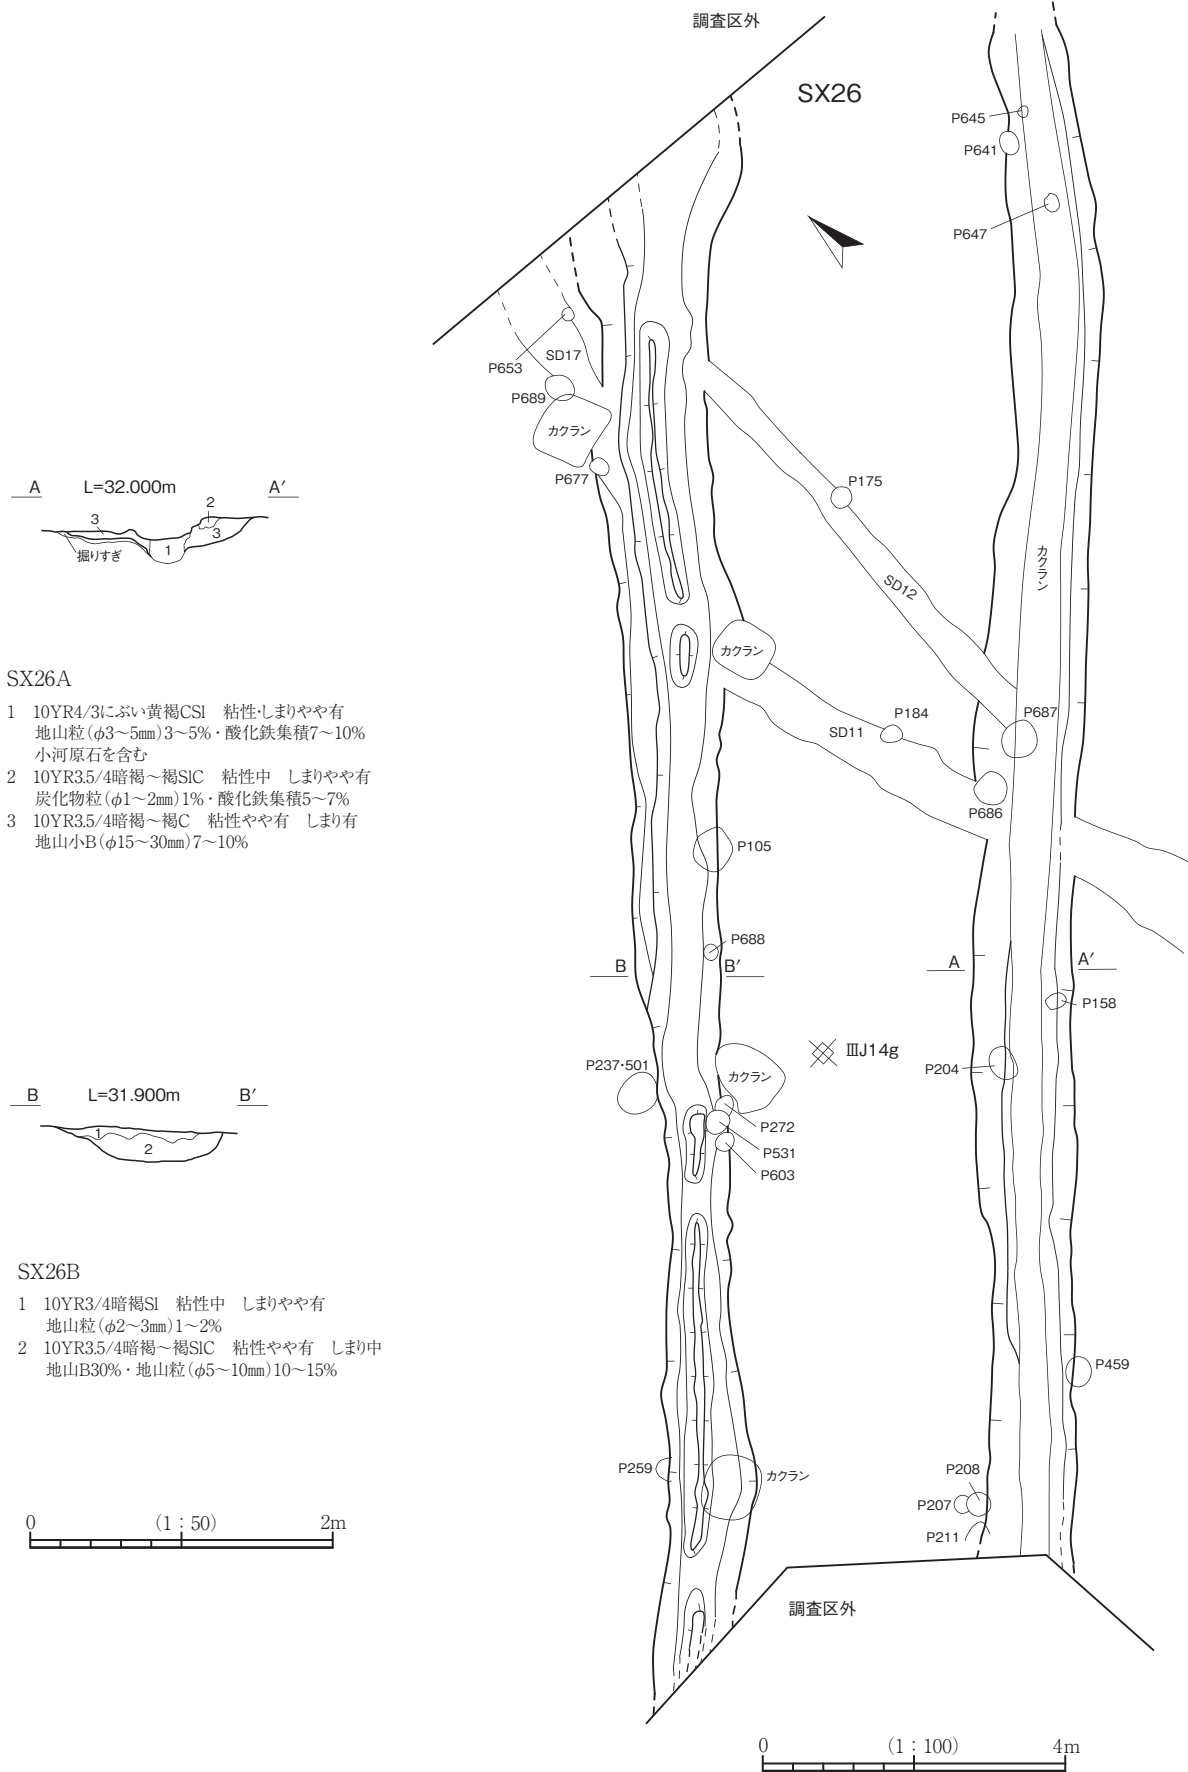 調査区外
SX26
P645
P641
P647
P653
SD17
P689
カクラン
P677
P175
カクラン
SD12
カクラン
P184
SD11
P687
P686
P105
P688
B
B′
A
A′
P158
ⅢJ14g
P237・501
カクラン
P204
P272
P531
P603
P459
P259
カクラン
P208
P207
P211
調査区外
0 (1:100) 4m
A L=32.000m A′
3
2
3
1
掘りすぎ
SX26A
1 10YR4/3にぶい黄褐CSl 粘性・しまりやや有
地山粒(φ3〜5㎜)3〜5%・酸化鉄集積7〜10%
小河原石を含む
2 10YR3.5/4暗褐〜褐SlC 粘性中 しまりやや有
炭化物粒(φ1〜2㎜)1%・酸化鉄集積5〜7%
3 10YR3.5/4暗褐〜褐C 粘性やや有 しまり有
地山小B(φ15〜30㎜)7〜10%
B L=31.900m B′
1
2
SX26B
1 10YR3/4暗褐Sl 粘性中 しまりやや有
地山粒(φ2〜3㎜)1〜2%
2 10YR3.5/4暗褐〜褐SlC 粘性やや有 しまり中
地山B30%・地山粒(φ5〜10㎜)10〜15%
0 (1:50) 2m